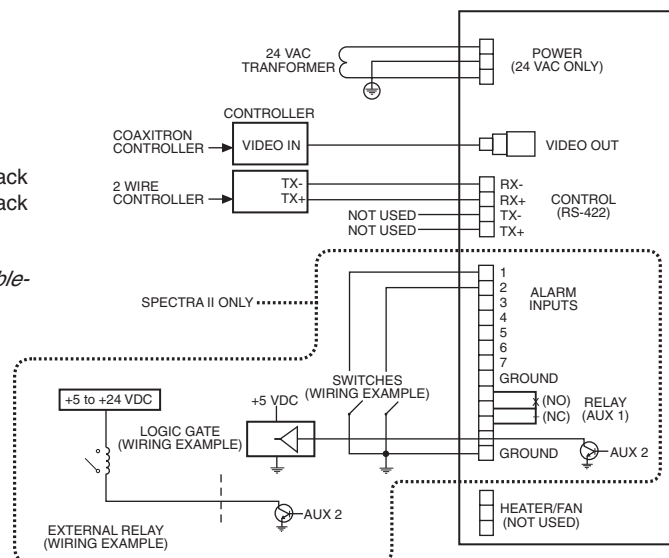 24 VAC
TRANFORMER
POWER
(24 VAC ONLY)
CONTROLLER
COAXITRON
CONTROLLER
VIDEO IN
VIDEO OUT
ack
ack
2 WIRE
CONTROLLER
TX-
TX+
NOT USED
NOT USED
RX-
RX+
TX-
TX+
CONTROL
(RS-422)
ble-
SPECTRA II ONLY
1
2
3
4
5
6
7
GROUND
ALARM
INPUTS
SWITCHES
(WIRING EXAMPLE)
(NO)
(NC)
RELAY
(AUX 1)
+5 to +24 VDC
+5 VDC
LOGIC GATE
(WIRING EXAMPLE)
GROUND
AUX 2
AUX 2
EXTERNAL RELAY
(WIRING EXAMPLE)
HEATER/FAN
(NOT USED)